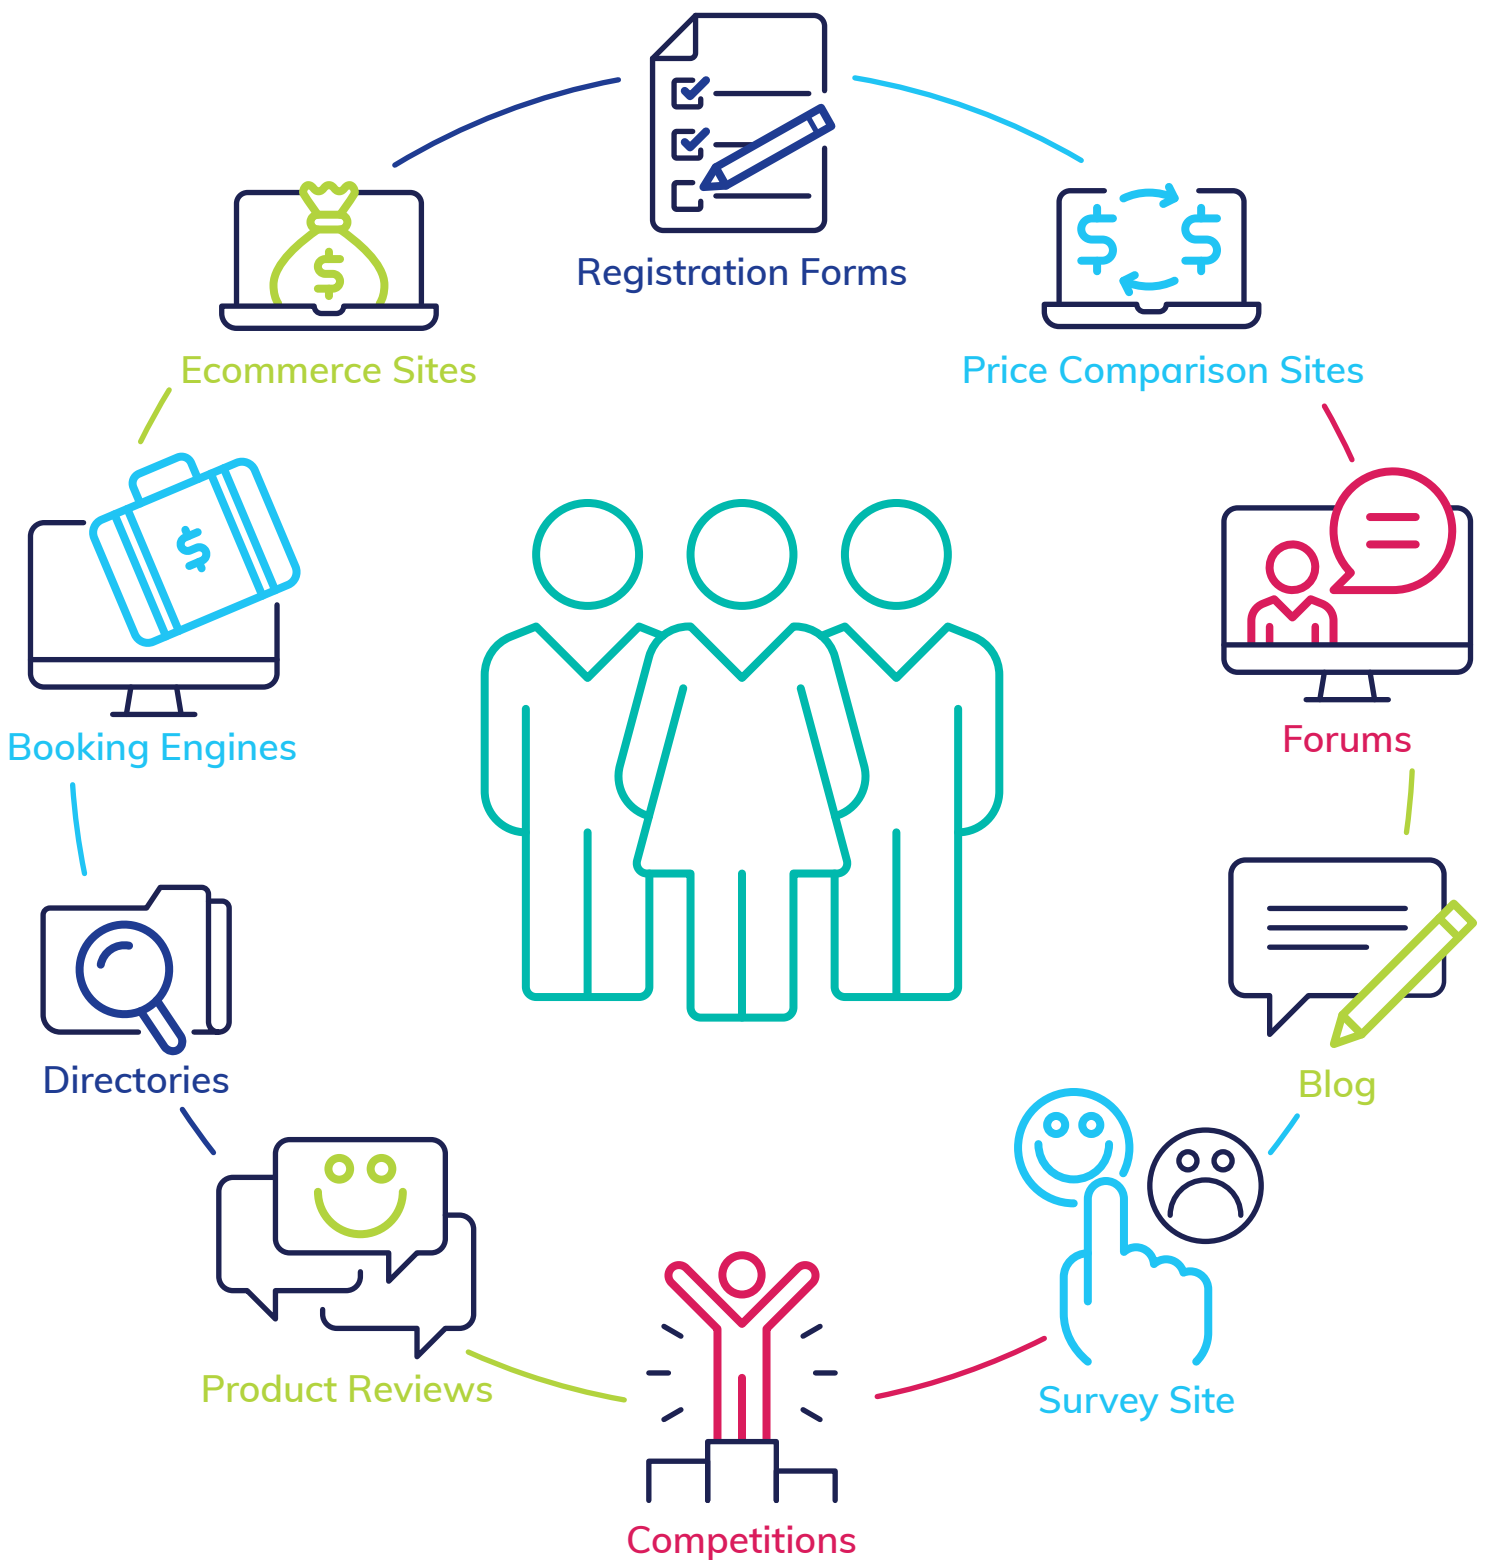 Registration Forms
Ecommerce Sites
Price Comparison Sites
$
$
$
$
Booking Engines
Forums
Directories
Blog
Product Reviews
Survey Site
Competitions